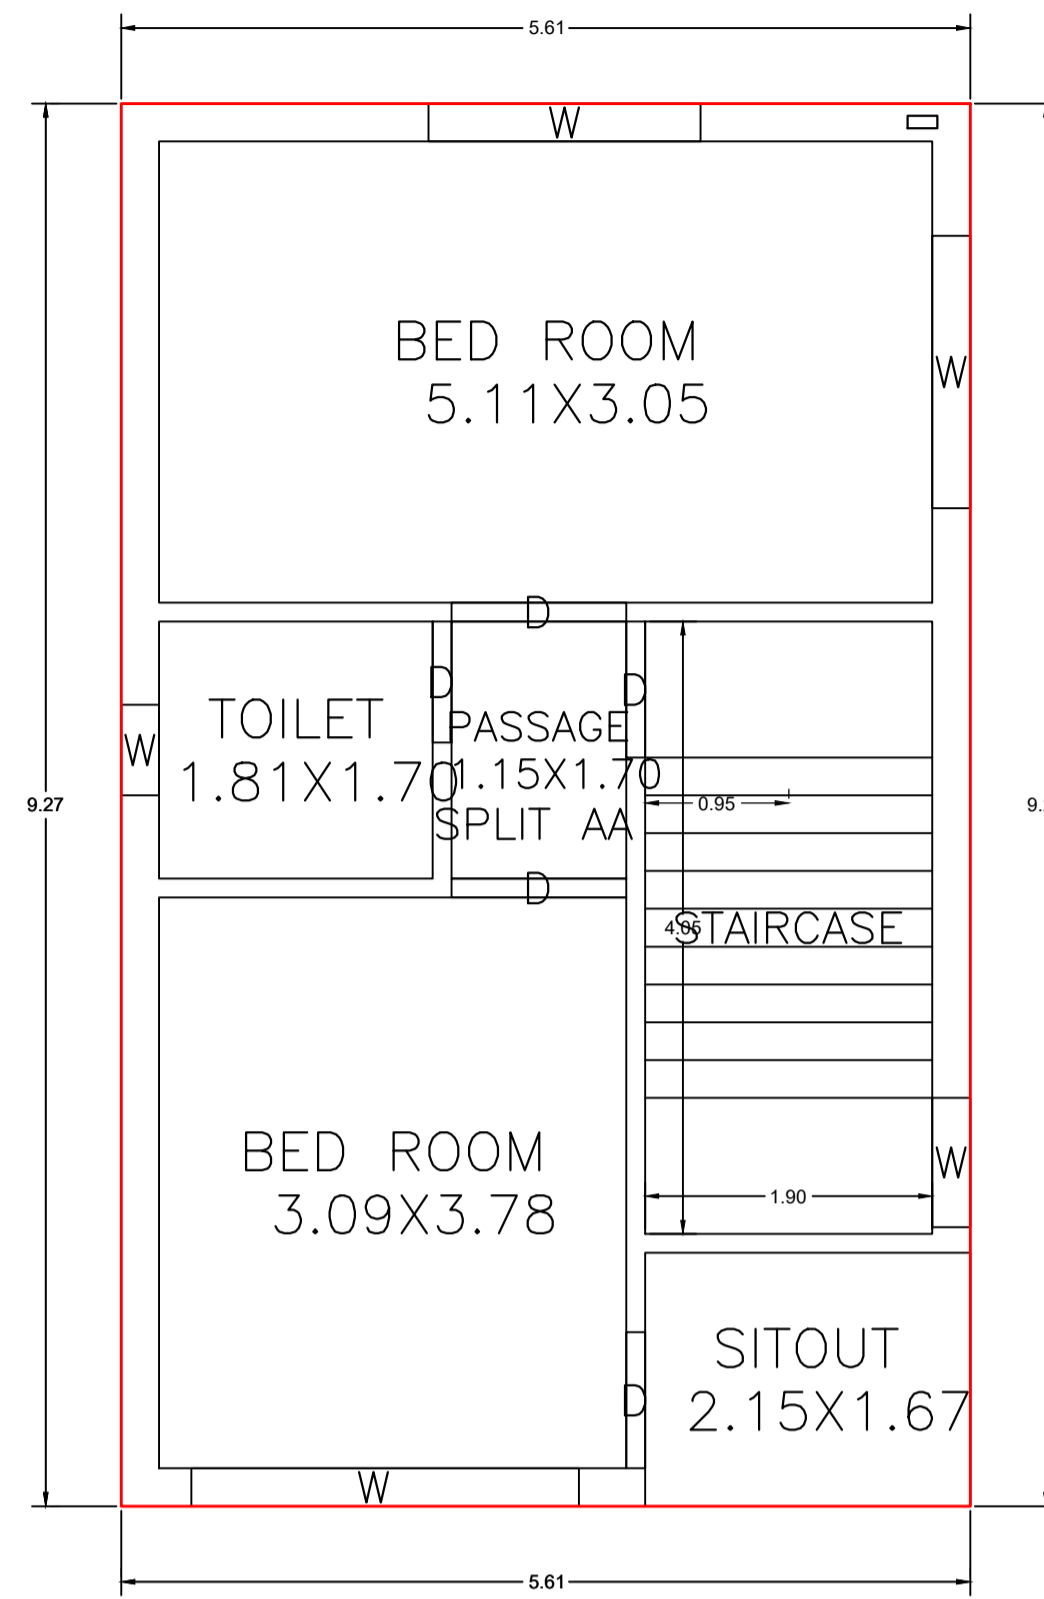 5.61
W
BED ROOM
5.11X3.05
W
D
D
D
TOILET
1.81X1.70
PASSAGE
1.15X1.70
SPLIT AA
W
9.27
0.95
D
4.05
STAIRCASE
BED ROOM
3.09X3.78
W
1.90
SITOUT
2.15X1.67
D
W
5.61